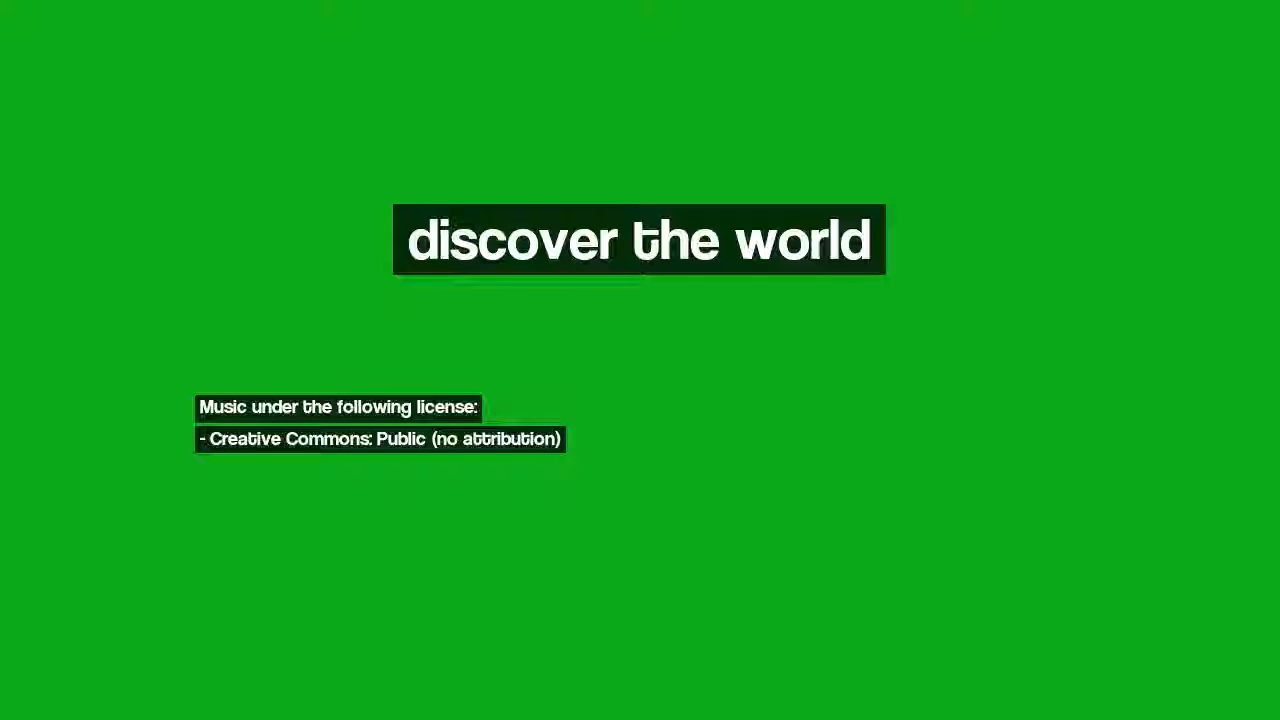 discover the world
Music under the following license:
- Creative Commons: Public (no attribution)